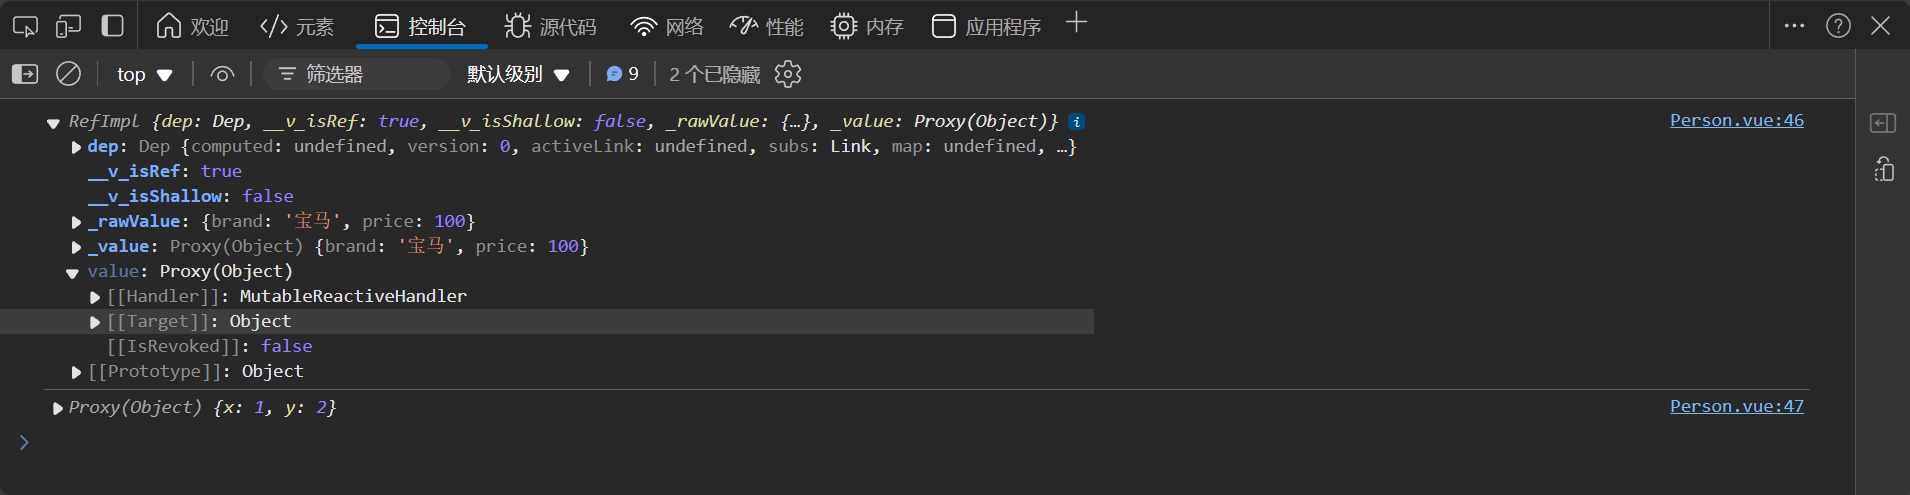 欢迎 元素 控制台 源代码 网络 性能 内存 应用程序
top 筛选器 默认级别 9 2 个已隐藏
RefImpl {dep: Dep, __v_isRef: true, __v_isShallow: false, _rawValue: {…}, _value: Proxy(Object)} i Person.vue:46
dep: Dep {computed: undefined, version: 0, activeLink: undefined, subs: Link, map: undefined, …}
__v_isRef: true
__v_isShallow: false
_rawValue: {brand: '宝马', price: 100}
_value: Proxy(Object) {brand: '宝马', price: 100}
value: Proxy(Object)
[[Handler]]: MutableReactiveHandler
[[Target]]: Object
[[IsRevoked]]: false
[[Prototype]]: Object
Proxy(Object) {x: 1, y: 2} Person.vue:47